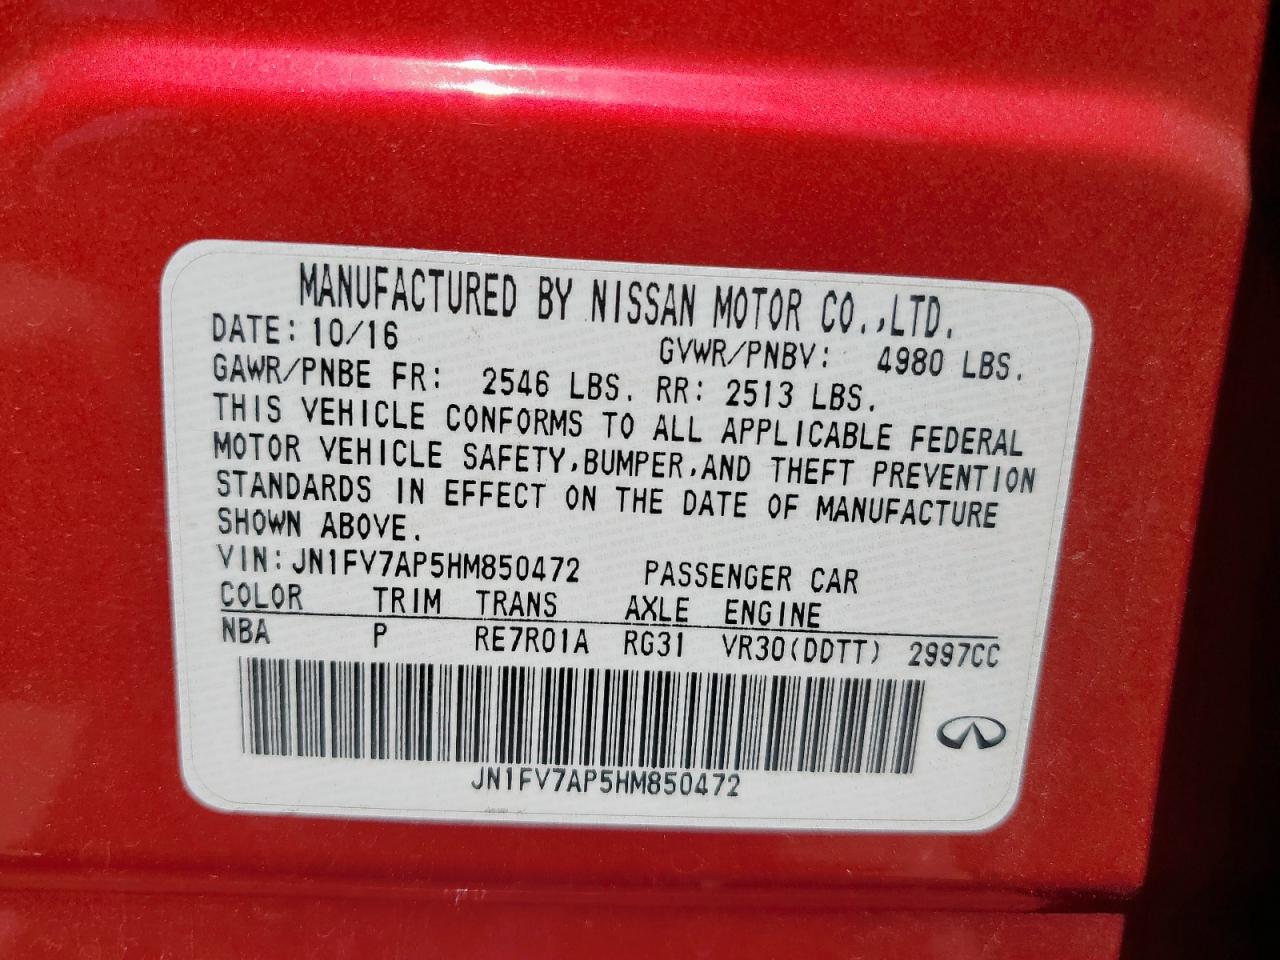 MANUFACTURED BY NISSAN MOTOR CO.,LTD.
DATE: 10/16 GVWR/PNBV: 4980 LBS.
GAWR/PNBE FR: 2546 LBS. RR: 2513 LBS.
THIS VEHICLE CONFORMS TO ALL APPLICABLE FEDERAL
MOTOR VEHICLE SAFETY,BUMPER,AND THEFT PREVENTION
STANDARDS IN EFFECT ON THE DATE OF MANUFACTURE
SHOWN ABOVE.
VIN:JN1FV7AP5HM850472 PASSENGER CAR
COLOR TRIM TRANS AXLE ENGINE
NBA P RE7R01A RG31 VR30(DDTT) 2997CC
JN1FV7AP5HM850472